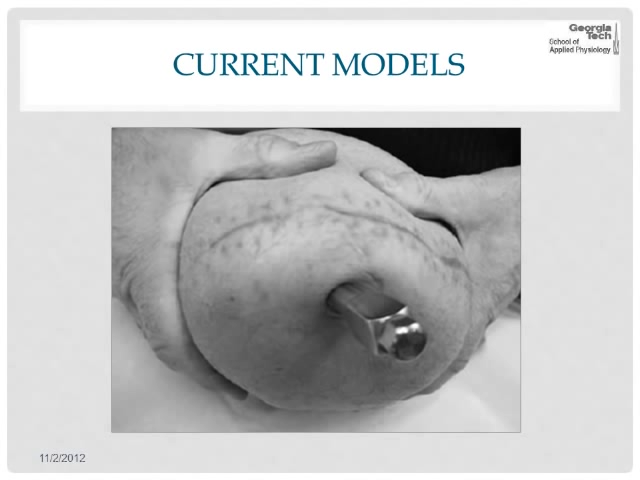 Georgia
Tech
School of
Applied Physiology
CURRENT MODELS
11/2/2012